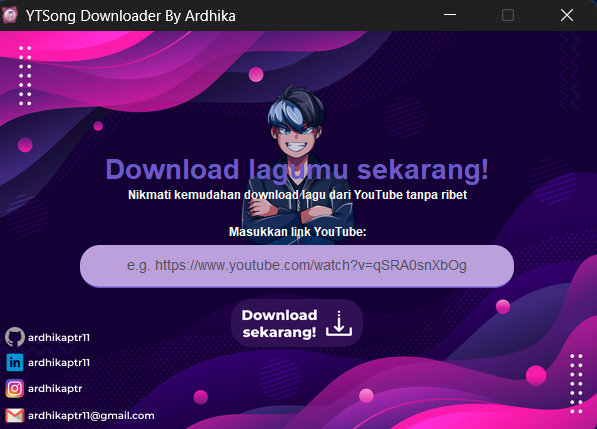 YTSong Downloader By Ardhika
Download lagumu sekarang!
Nikmati kemudahan download lagu dari YouTube tanpa ribet
Masukkan link YouTube:
e.g. https://www.youtube.com/watch?v=qSRA0snXbOg
Download
sekarang!
ardhikaptr11
ardhikaptr11
ardhikaptr
ardhikaptr11@gmail.com